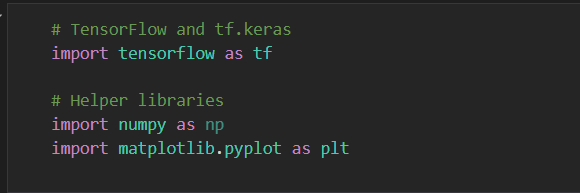 # TensorFlow and tf.keras
import tensorflow as tf
# Helper libraries
import numpy as np
import matplotlib.pyplot as plt